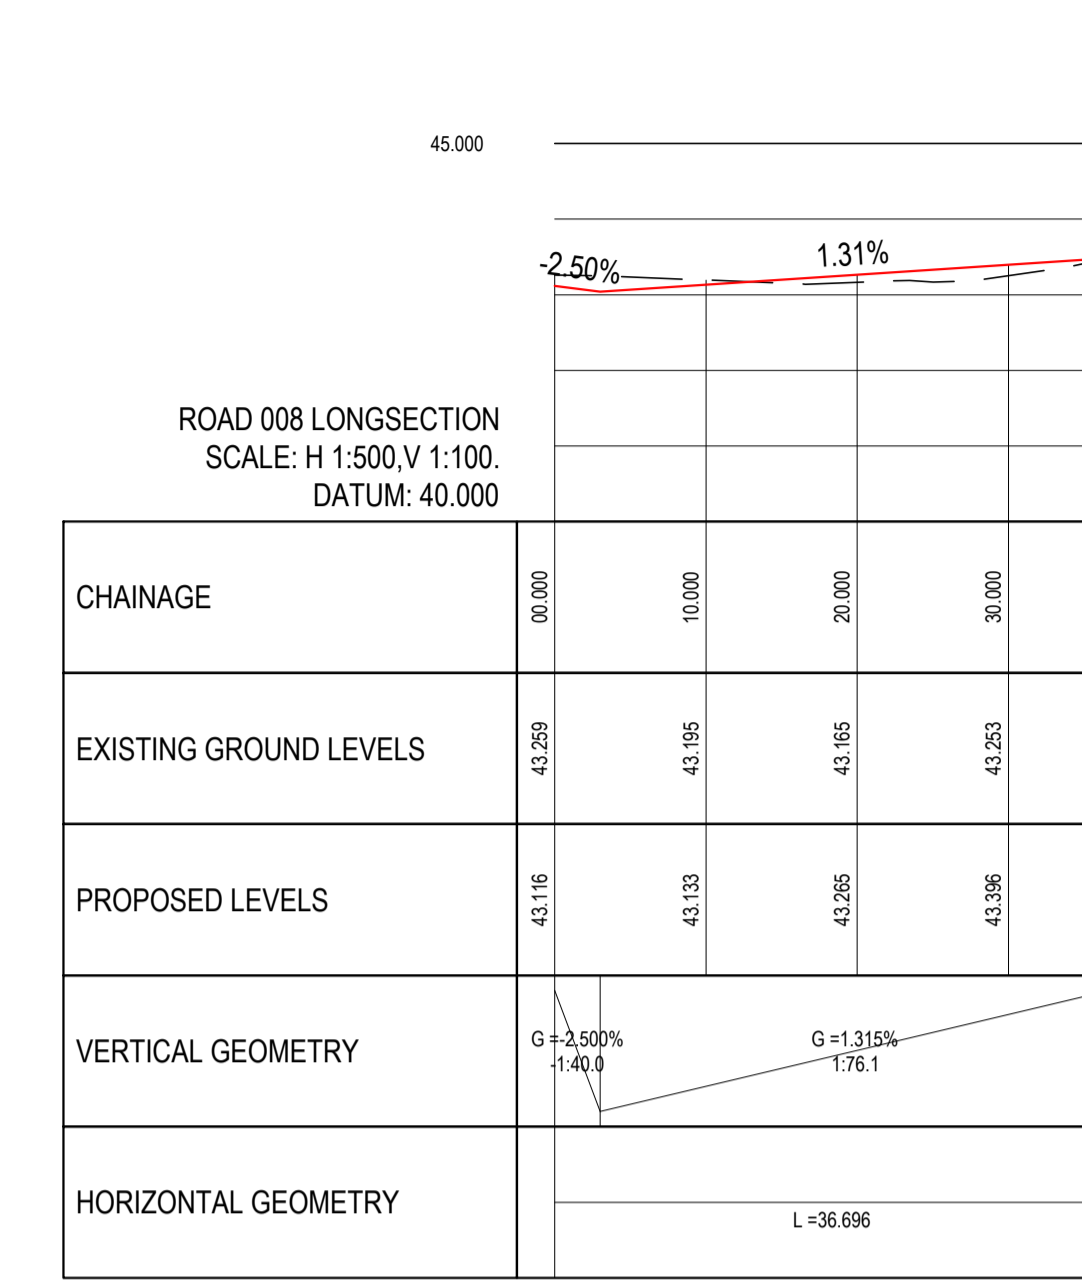 45.000
-2.50%
1.31%
ROAD 008 LONGSECTION
SCALE: H 1:500,V 1:100.
DATUM: 40.000
CHAINAGE
00.000
10.000
20.000
30.000
EXISTING GROUND LEVELS
43.259
43.195
43.165
43.253
PROPOSED LEVELS
43.116
43.133
43.265
43.396
VERTICAL GEOMETRY
G =-2.500%
-1:40.0
G =1.315%
1:76.1
HORIZONTAL GEOMETRY
L =36.696